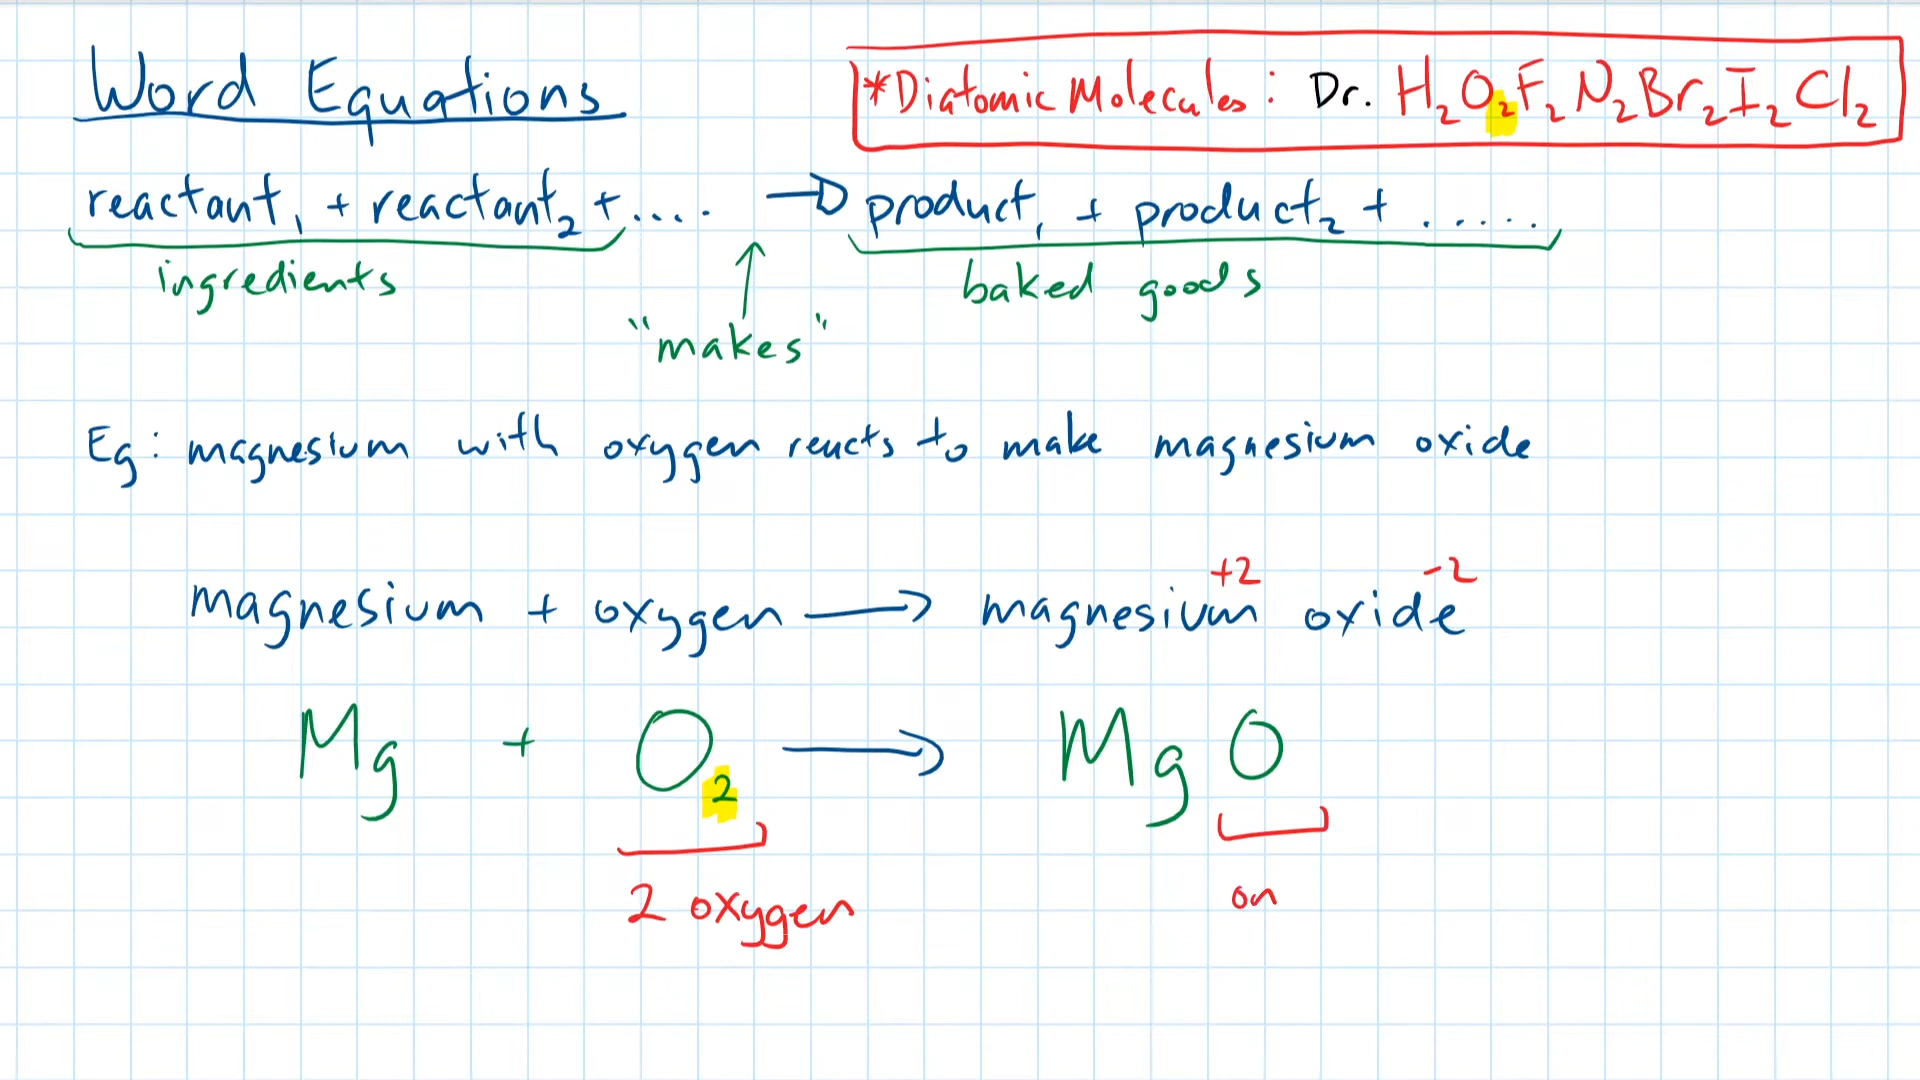 Word Equations
*Diatomic Molecules: Dr. H₂O₂F₂N₂Br₂I₂Cl₂
reactant₁ + reactant₂ + .... → product₁ + product₂ + .....
ingredients
"makes"
baked goods
Eg: magnesium with oxygen reacts to make magnesium oxide
+2 -2
magnesium + oxygen → magnesium oxide
Mg + O₂ → MgO
2 oxygen
on